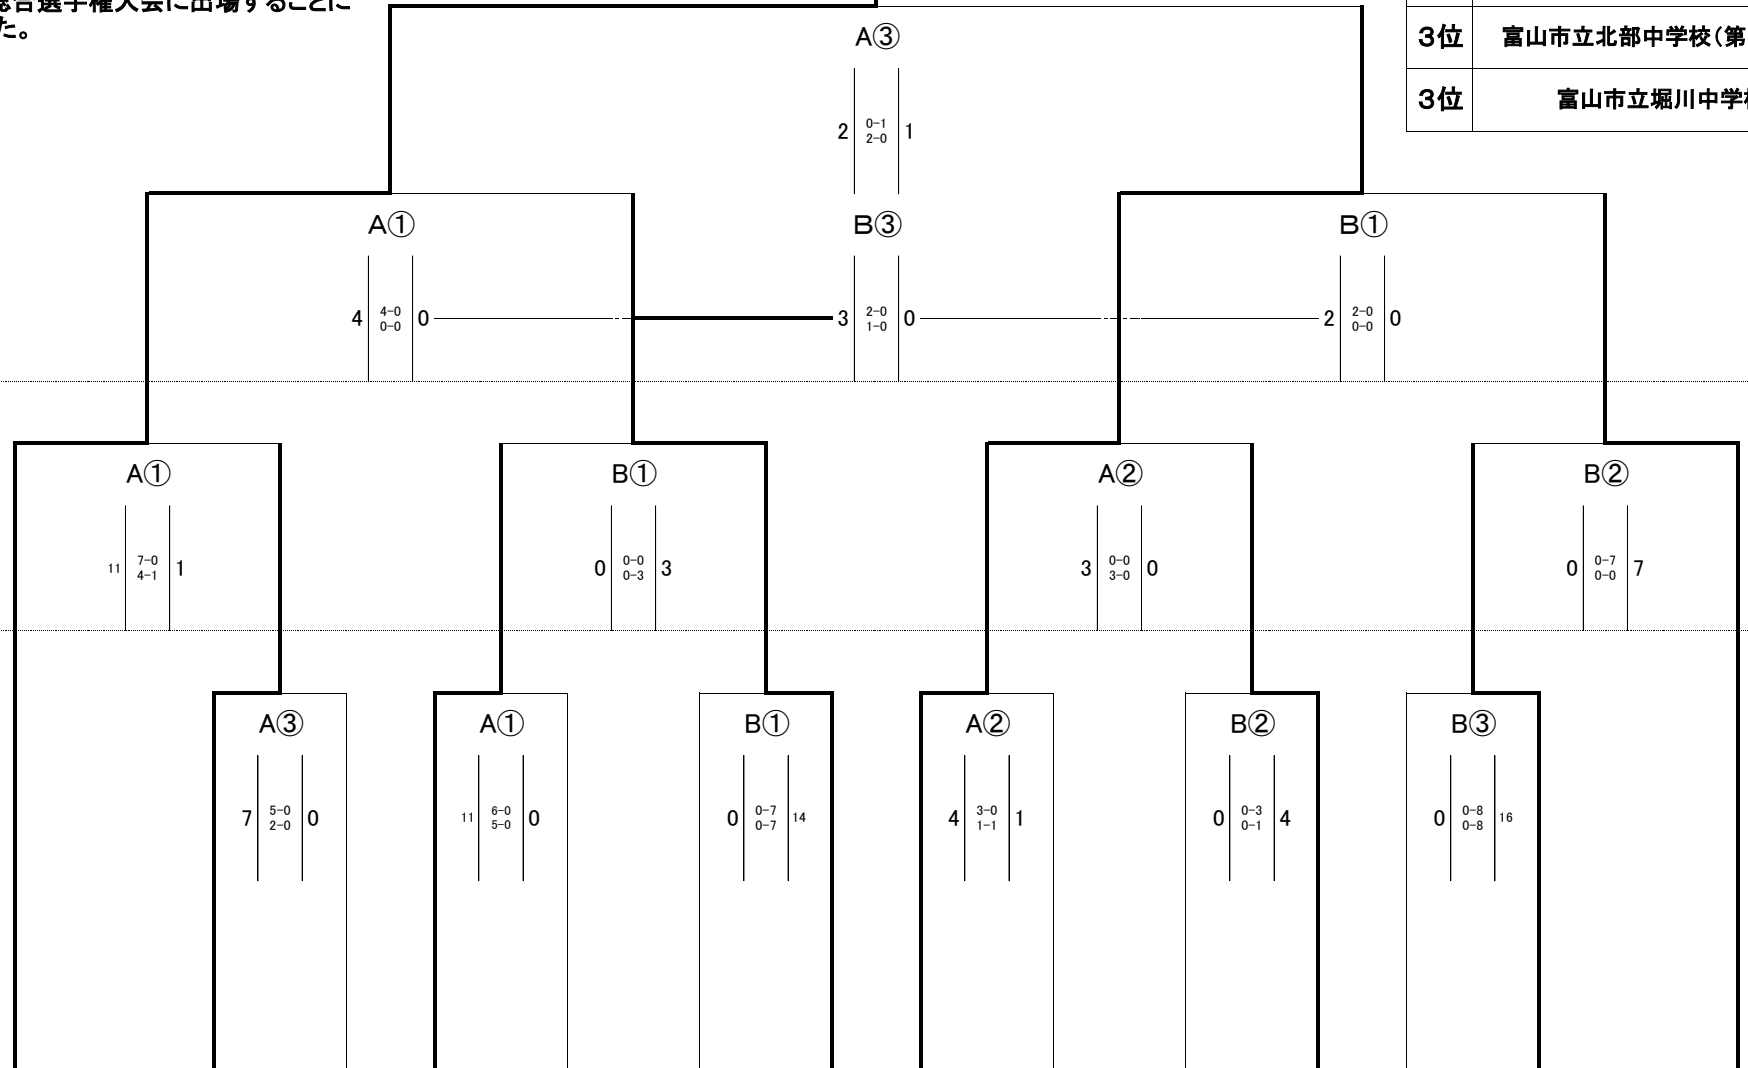 総合選手権大会に出場することに
た。
3位 富山市立北部中学校(第
3位 富山市立堀川中学校
A③
2 0-1 1
2-0
A① B③ B①
4 4-0 0 3 2-0 0 2 2-0 0
0-0 1-0 0-0
A① B① A② B②
11 7-0 1 0 0-0 3 3 0-0 0 0 0-7 7
4-1 0-3 3-0 0-0
A③ A① B① A② B② B③
7 5-0 0 11 6-0 0 0 0-7 14 4 3-0 1 0 0-3 4 0 0-8 16
2-0 5-0 0-7 1-1 0-1 0-8